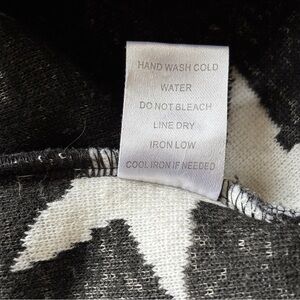 HAND WASH COLD
WATER
DO NOT BLEACH
LINE DRY
IRON LOW
COOL IRON IF NEEDED